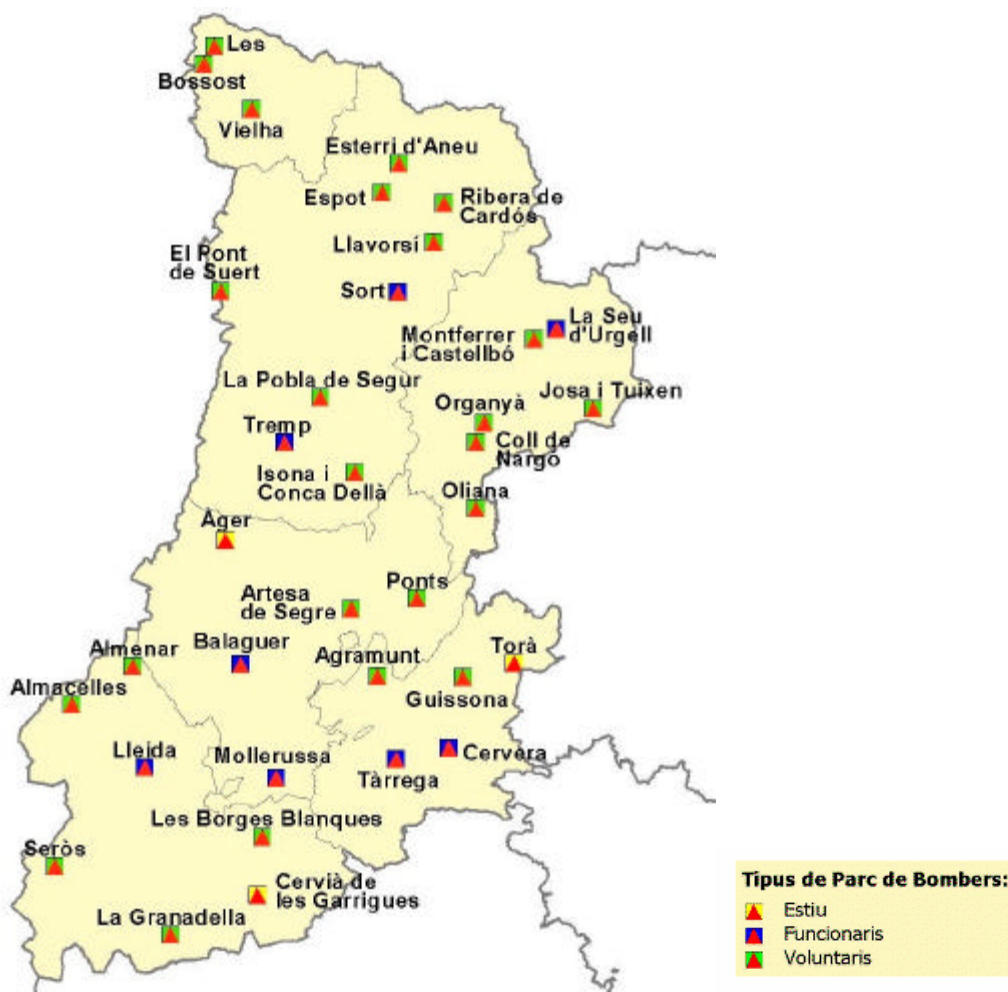 Les
Bossost
Vielha
Esterri d'Aneu
Espot
Ribera de
Cardós
Llavorsí
El Pont
de Suert
Sort
La Seu
d'Urgell
Montferrer
i Castellbó
La Pobla de Segur
Josa i Tuixen
Organyà
Tremp
Coll de
Nargó
Isona i
Conca Dellà
Oliana
Àger
Ponts
Artesa
de Segre
Almenar
Balaguer
Agramunt
Torà
Almacelles
Guissona
Lleida
Mollerussa
Cervera
Tàrrega
Les Borges Blanques
Seròs
Cervià de
les Garrigues
La Granadella
Tipus de Parc de Bombers:
Estiu
Funcionaris
Voluntaris